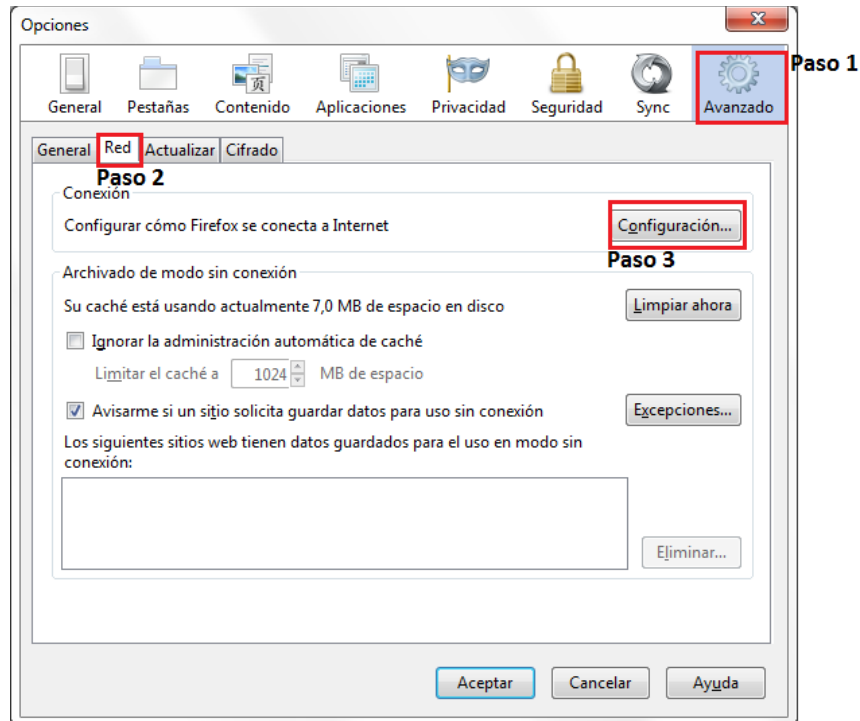 Opciones
General Pestañas Contenido Aplicaciones Privacidad Seguridad Sync Avanzado
Paso 1
General Red Actualizar Cifrado
Paso 2
Conexión
Configurar cómo Firefox se conecta a Internet Configuración...
Paso 3
Archivado de modo sin conexión
Su caché está usando actualmente 7,0 MB de espacio en disco Limpiar ahora
Ignorar la administración automática de caché
Limitar el caché a 1024 MB de espacio
Avisarme si un sitio solicita guardar datos para uso sin conexión Excepciones...
Los siguientes sitios web tienen datos guardados para el uso en modo sin
conexión:
Eliminar...
Aceptar Cancelar Ayuda
页